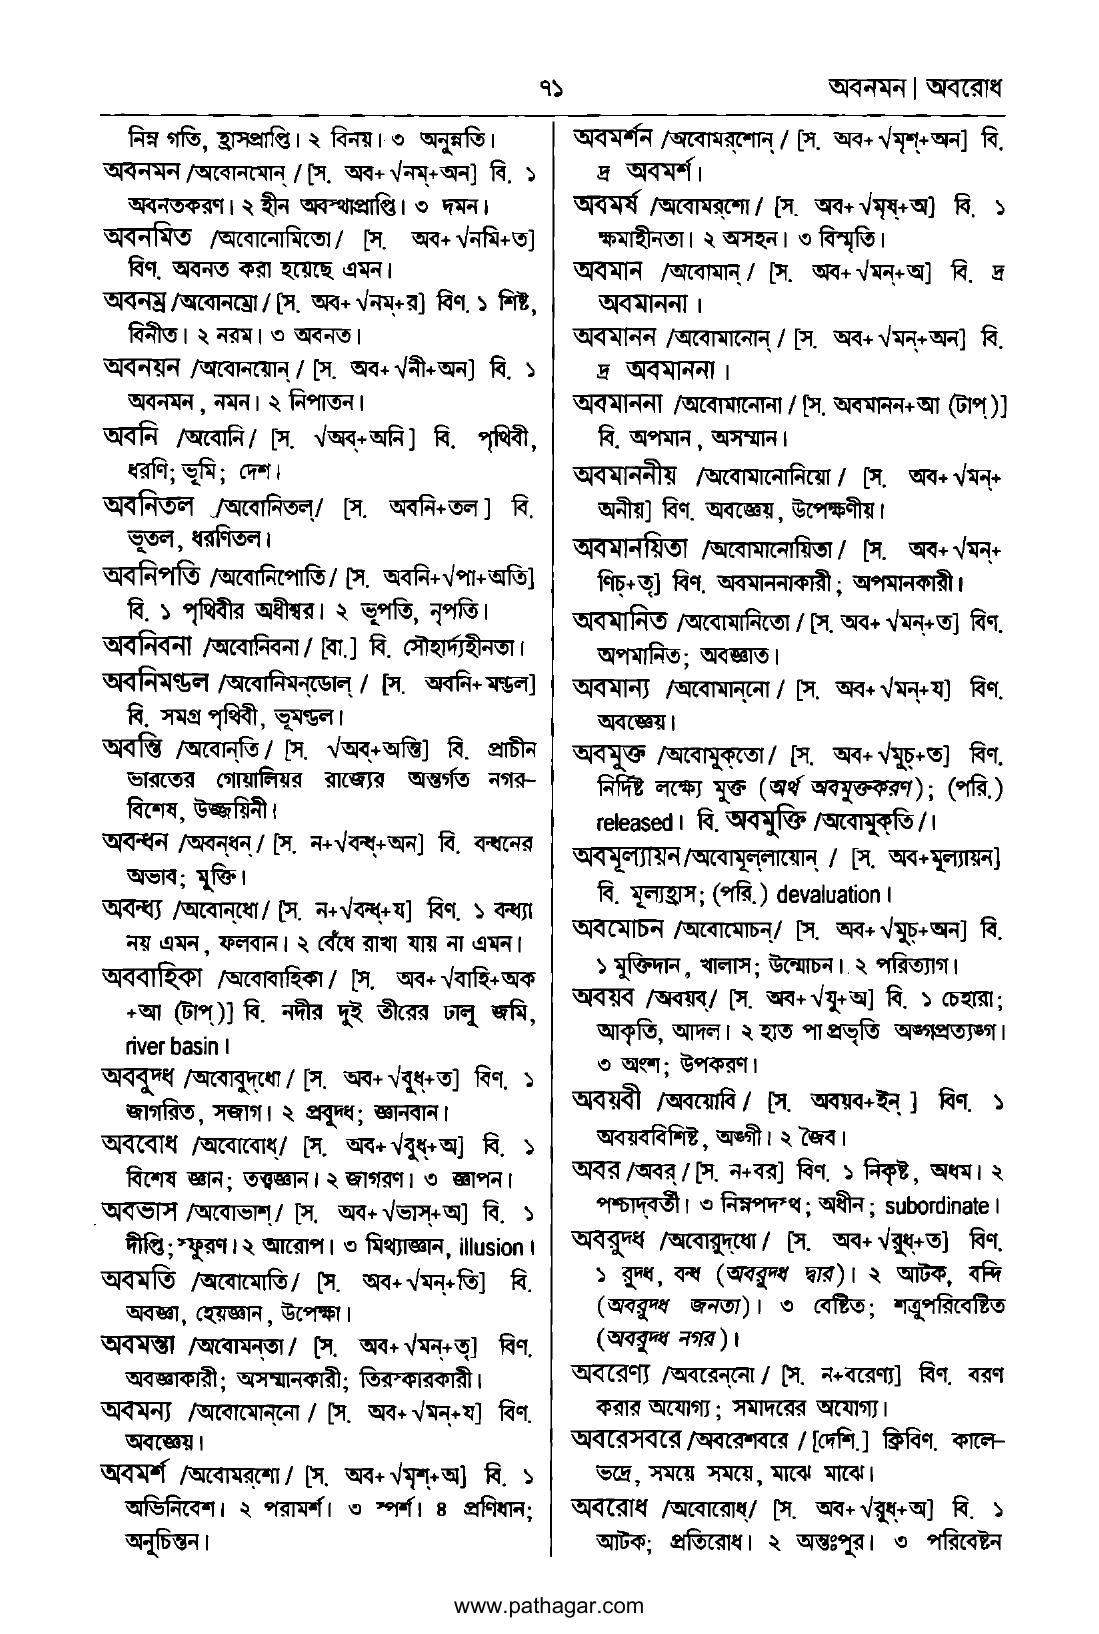 ৭১
অবনমন | অবরোধ
নিম্ন গতি, হ্রাসপ্রাপ্তি। ২ বিনয়। ৩ অনুন্নতি।
অবনমন /অবোনমোন্‌ / [স. অব+ √নম্‌+অন] বি. ১
অবনতকরণ। ২ হীন অবস্থাপ্রাপ্তি। ৩ দমন।
অবনমিত /অবোনোমিতো/ [স. অব+ √নমি+ত]
বিণ. অবনত করা হয়েছে এমন।
অবনম্র /অবোনম্রো/ [স. অব+ √নম্‌+র] বিণ. ১ শিষ্ট,
বিনীত। ২ নরম। ৩ অবনত।
অবনয়ন /অবোনয়োন্‌ / [স. অব+ √নী+অন] বি. ১
অবনমন, নমন। ২ নিপাতন।
অবনি /অবোনি/ [স. √অব্‌+অনি] বি. পৃথিবী,
ধরণি; ভূমি; দেশ।
অবনিতল /অবোনিতল্‌/ [স. অবনি+তল] বি.
ভূতল, ধরণিতল।
অবনিপতি /অবোনিপোতি/ [স. অবনি+√পা+অতি]
বি. ১ পৃথিবীর অধীশ্বর। ২ ভূপতি, নৃপতি।
অবনিবনা /অবোনিবনা/ [বা.] বি. সৌহার্দ্যহীনতা।
অবনিমণ্ডল /অবোনিমন্‌ডোল্‌ / [স. অবনি+মণ্ডল]
বি. সমগ্র পৃথিবী, ভূমণ্ডল।
অবন্তি /অবোন্‌তি/ [স. √অব্‌+অন্তি] বি. প্রাচীন
ভারতের গোয়ালিয়র রাজ্যের অন্তর্গত নগর–
বিশেষ, উজ্জয়িনী।
অবন্ধন /অবন্‌ধন্‌/ [স. ন+√বন্ধ্‌+অন] বি. বন্ধনের
অভাব; মুক্তি।
অবন্ধ্য /অবোন্‌ধো/ [স. ন+√বন্ধ্‌+য] বিণ. ১ বন্ধ্যা
নয় এমন, ফলবান। ২ বেঁধে রাখা যায় না এমন।
অববাহিকা /অবোবাহিকা/ [স. অব+ √বাহি+অক
+আ (টাপ্‌)] বি. নদীর দুই তীরের ঢালু জমি,
river basin।
অববুদ্ধ /অবোবুদ্‌ধো/ [স. অব+ √বুধ্‌+ত] বিণ. ১
জাগরিত, সজাগ। ২ প্রবুদ্ধ; জ্ঞানবান।
অববোধ /অবোবোধ্‌/ [স. অব+ √বুধ্‌+অ] বি. ১
বিশেষ জ্ঞান; তত্ত্বজ্ঞান। ২ জাগরণ। ৩ জ্ঞাপন।
অবভাস /অবোভাশ্‌/ [স. অব+ √ভাস্‌+অ] বি. ১
দীপ্তি; স্ফুরণ। ২ আরোপ। ৩ মিথ্যাজ্ঞান, illusion।
অবমতি /অবোমোতি/ [স. অব+ √মন্‌+তি] বি.
অবজ্ঞা, হেয়জ্ঞান, উপেক্ষা।
অবমন্তা /অবোমন্‌তা/ [স. অব+ √মন্‌+তৃ] বিণ.
অবজ্ঞাকারী; অসম্মানকারী; তিরস্কারকারী।
অবমন্য /অবোমোন্‌নো / [স. অব+ √মন্‌+য] বিণ.
অবজ্ঞেয়।
অবমর্শ /অবোমর্‌শো/ [স. অব+ √মৃশ্‌+অ] বি. ১
অভিনিবেশ। ২ পরামর্শ। ৩ স্পর্শ। ৪ প্রণিধান;
অনুচিন্তন।
অবমর্শন /অবোমর্‌শোন্‌ / [স. অব+ √মৃশ্‌+অন] বি.
দ্র অবমর্শ।
অবমর্ষ /অবোমর্‌শো/ [স. অব+ √মৃষ্‌+অ] বি. ১
ক্ষমাহীনতা। ২ অসহন। ৩ বিস্মৃতি।
অবমান /অবোমান্‌ / [স. অব+ √মন্‌+অ] বি. দ্র
অবমাননা।
অবমানন /অবোমানোন্‌ / [স. অব+ √মন্‌+অন] বি.
দ্র অবমাননা।
অবমাননা /অবোমানোনা/ [স. অবমানন+আ (টাপ্‌)]
বি. অপমান, অসম্মান।
অবমাননীয় /অবোমানোনিয়ো/ [স. অব+ √মন্‌+
অনীয়] বিণ. অবজ্ঞেয়, উপেক্ষণীয়।
অবমানয়িতা /অবোমানোয়িতা/ [স. অব+ √মন্‌+
ণিচ্‌+তৃ] বিণ. অবমাননাকারী; অপমানকারী।
অবমানিত /অবোমানিতো/ [স. অব+ √মন্‌+ত] বিণ.
অপমানিত; অবজ্ঞাত।
অবমান্য /অবোমান্‌নো/ [স. অব+ √মন্‌+য] বিণ.
অবজ্ঞেয়।
অবমুক্ত /অবোমুক্‌তো/ [স. অব+ √মুচ্‌+ত] বিণ.
নির্দিষ্ট লক্ষ্যে মুক্ত (অর্থ অবমুক্তকরণ); (পরি.)
released। বি. অবমুক্তি /অবোমুক্‌তি/।
অবমূল্যায়ন/অবোমূল্‌লায়োন্‌ / [স. অব+মূল্যায়ন]
বি. মূল্যহ্রাস; (পরি.) devaluation।
অবমোচন /অবোমোচন্‌/ [স. অব+ √মুচ্‌+অন] বি.
১ মুক্তিদান, খালাস; উন্মোচন। ২ পরিত্যাগ।
অবয়ব /অবয়ব্‌/ [স. অব+ √যু+অ] বি. ১ চেহারা;
আকৃতি, আদল। ২ হাত পা প্রভৃতি অঙ্গপ্রত্যঙ্গ।
৩ অংশ; উপকরণ।
অবয়বী /অবয়োবি/ [স. অবয়ব+ইন্‌ ] বিণ. ১
অবয়ববিশিষ্ট, অঙ্গী। ২ জৈব।
অবর /অবর্‌/ [স. ন+বর] বিণ. ১ নিকৃষ্ট, অধম। ২
পশ্চাদ্‌বর্তী। ৩ নিম্নপদস্থ; অধীন; subordinate।
অবরুদ্ধ /অবোরুদ্‌ধো/ [স. অব+ √রুধ্‌+ত] বিণ.
১ রুদ্ধ, বন্ধ (অবরুদ্ধ দ্বার)। ২ আটক, বন্দি
(অবরুদ্ধ জনতা)। ৩ বেষ্টিত; শত্রুপরিবেষ্টিত
(অবরুদ্ধ নগর)।
অবরেণ্য /অবরেন্‌নো/ [স. ন+বরেণ্য] বিণ. বরণ
করার অযোগ্য; সমাদরের অযোগ্য।
অবরেসবরে /অবরেশবরে / [দেশি.] ক্রিবিণ. কালে–
ভদ্রে, সময়ে সময়ে, মাঝে মাঝে।
অবরোধ /অবোরোধ্‌/ [স. অব+ √রুধ্‌+অ] বি. ১
আটক; প্রতিরোধ। ২ অন্তঃপুর। ৩ পরিবেষ্টন
www.pathagar.com